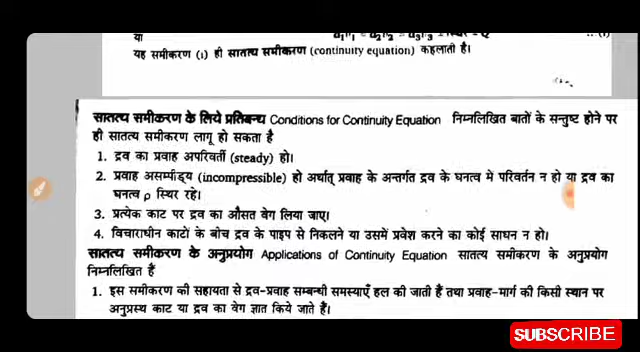 या
यह समीकरण (i) ही सातत्य समीकरण (continuity equation) कहलाती है।
सातत्य समीकरण के लिये प्रतिबन्ध Conditions for Continuity Equation निम्नलिखित बातों के सन्तुष्ट होने पर
ही सातत्य समीकरण लागू हो सकता है
1. द्रव का प्रवाह अपरिवर्ती (steady) हो।
2. प्रवाह असम्पीड्य (incompressible) हो अर्थात् प्रवाह के अन्तर्गत द्रव के घनत्व मे परिवर्तन न हो या द्रव का
घनत्व ρ स्थिर रहे।
3. प्रत्येक काट पर द्रव का औसत वेग लिया जाए।
4. विचाराधीन काटों के बोच द्रव के पाइप से निकलने या उसमें प्रवेश करने का कोई साधन न हो।
सातत्य समीकरण के अनुप्रयोग Applications of Continuity Equation सातत्य समीकरण के अनुप्रयोग
निम्नलिखित हैं
1. इस समीकरण की सहायता से द्रव-प्रवाह सम्बन्धी समस्याएँ हल की जाती हैं तथा प्रवाह-मार्ग की किसी स्थान पर
अनुप्रस्थ काट या द्रव का वेग ज्ञात किये जाते हैं।
SUBSCRIBE